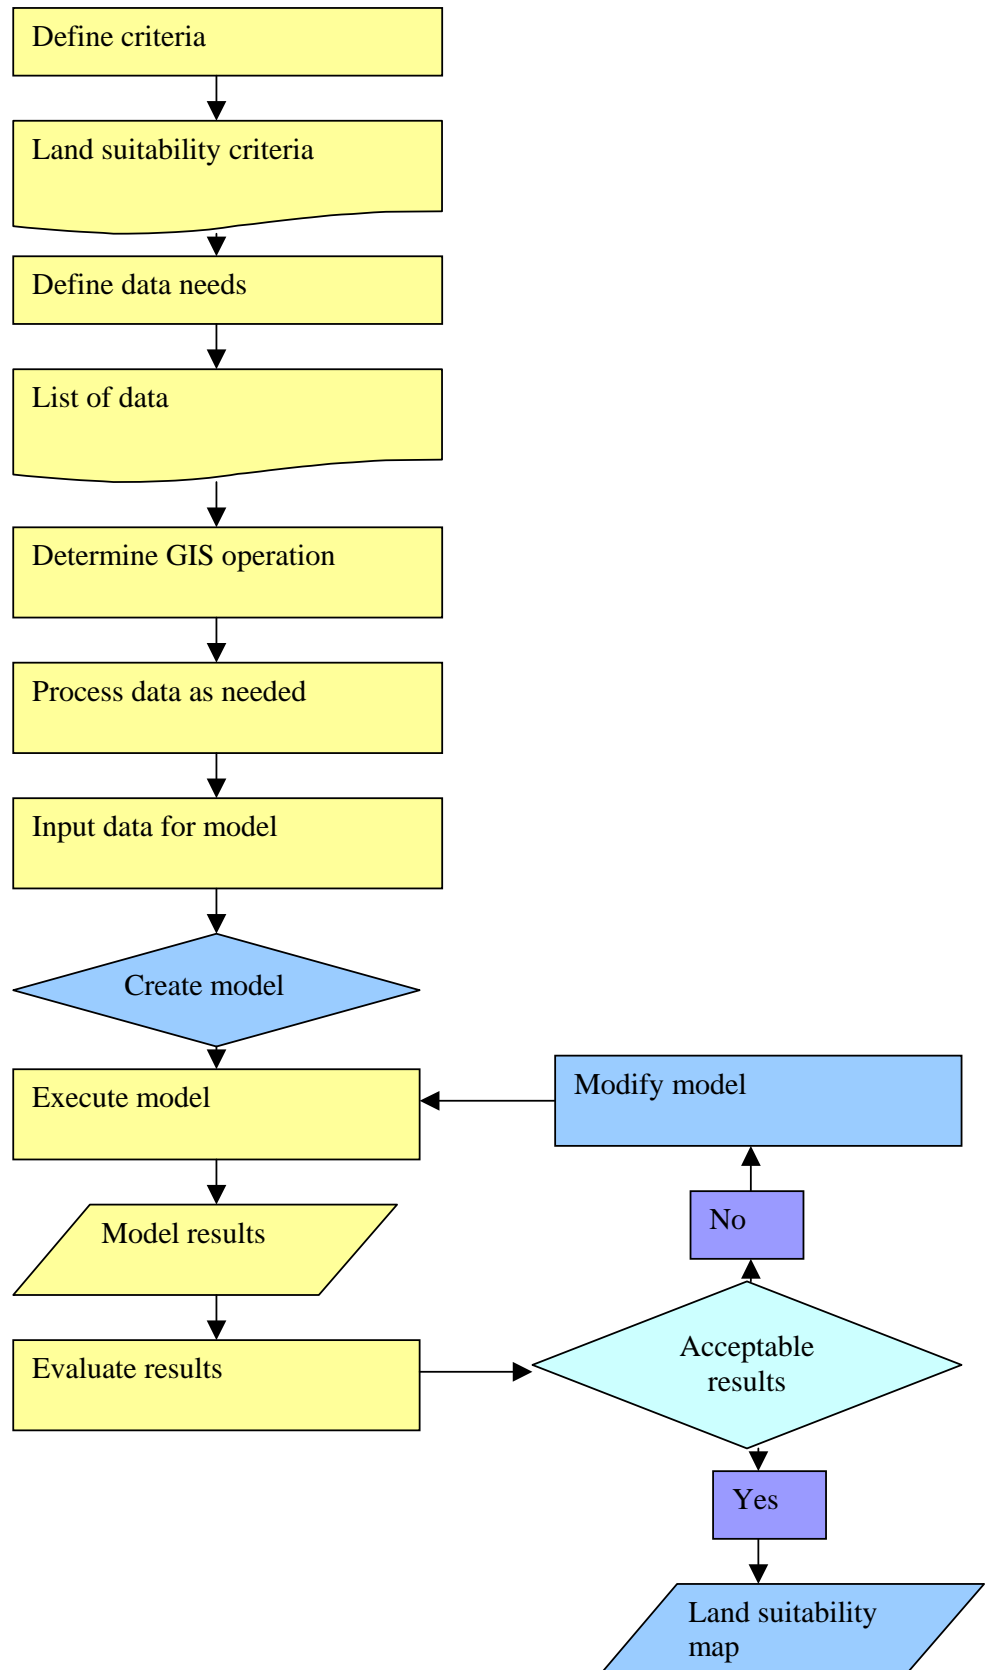 Define criteria
Land suitability criteria
Define data needs
List of data
Determine GIS operation
Process data as needed
Input data for model
Create model
Execute model
Modify model
No
Model results
Evaluate results
Acceptable
results
Yes
Land suitability
map